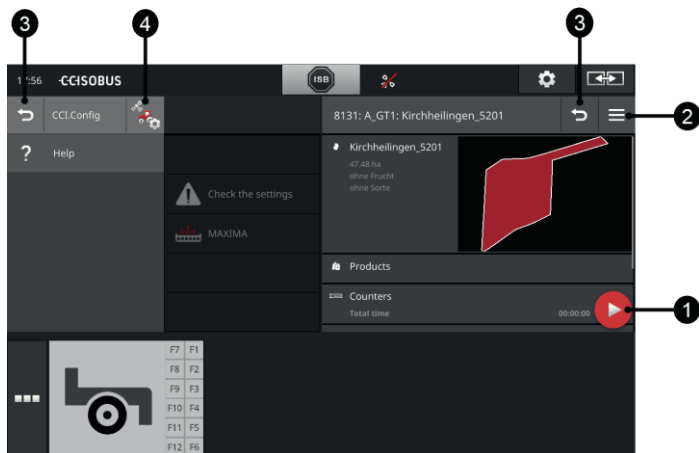 3
4
3
17:56
CCISOBUS
ISB
CCI.Config
8131: A_GT1: Kirchheilingen_5201
2
? Help
Kirchheilingen_5201
47.48 ha
ohne Frucht
ohne Sorte
Check the settings
MAXIMA
Products
Counters
Total time 00:00:00
1
F7 F1
F8 F2
F9 F3
F10 F4
F11 F5
F12 F6